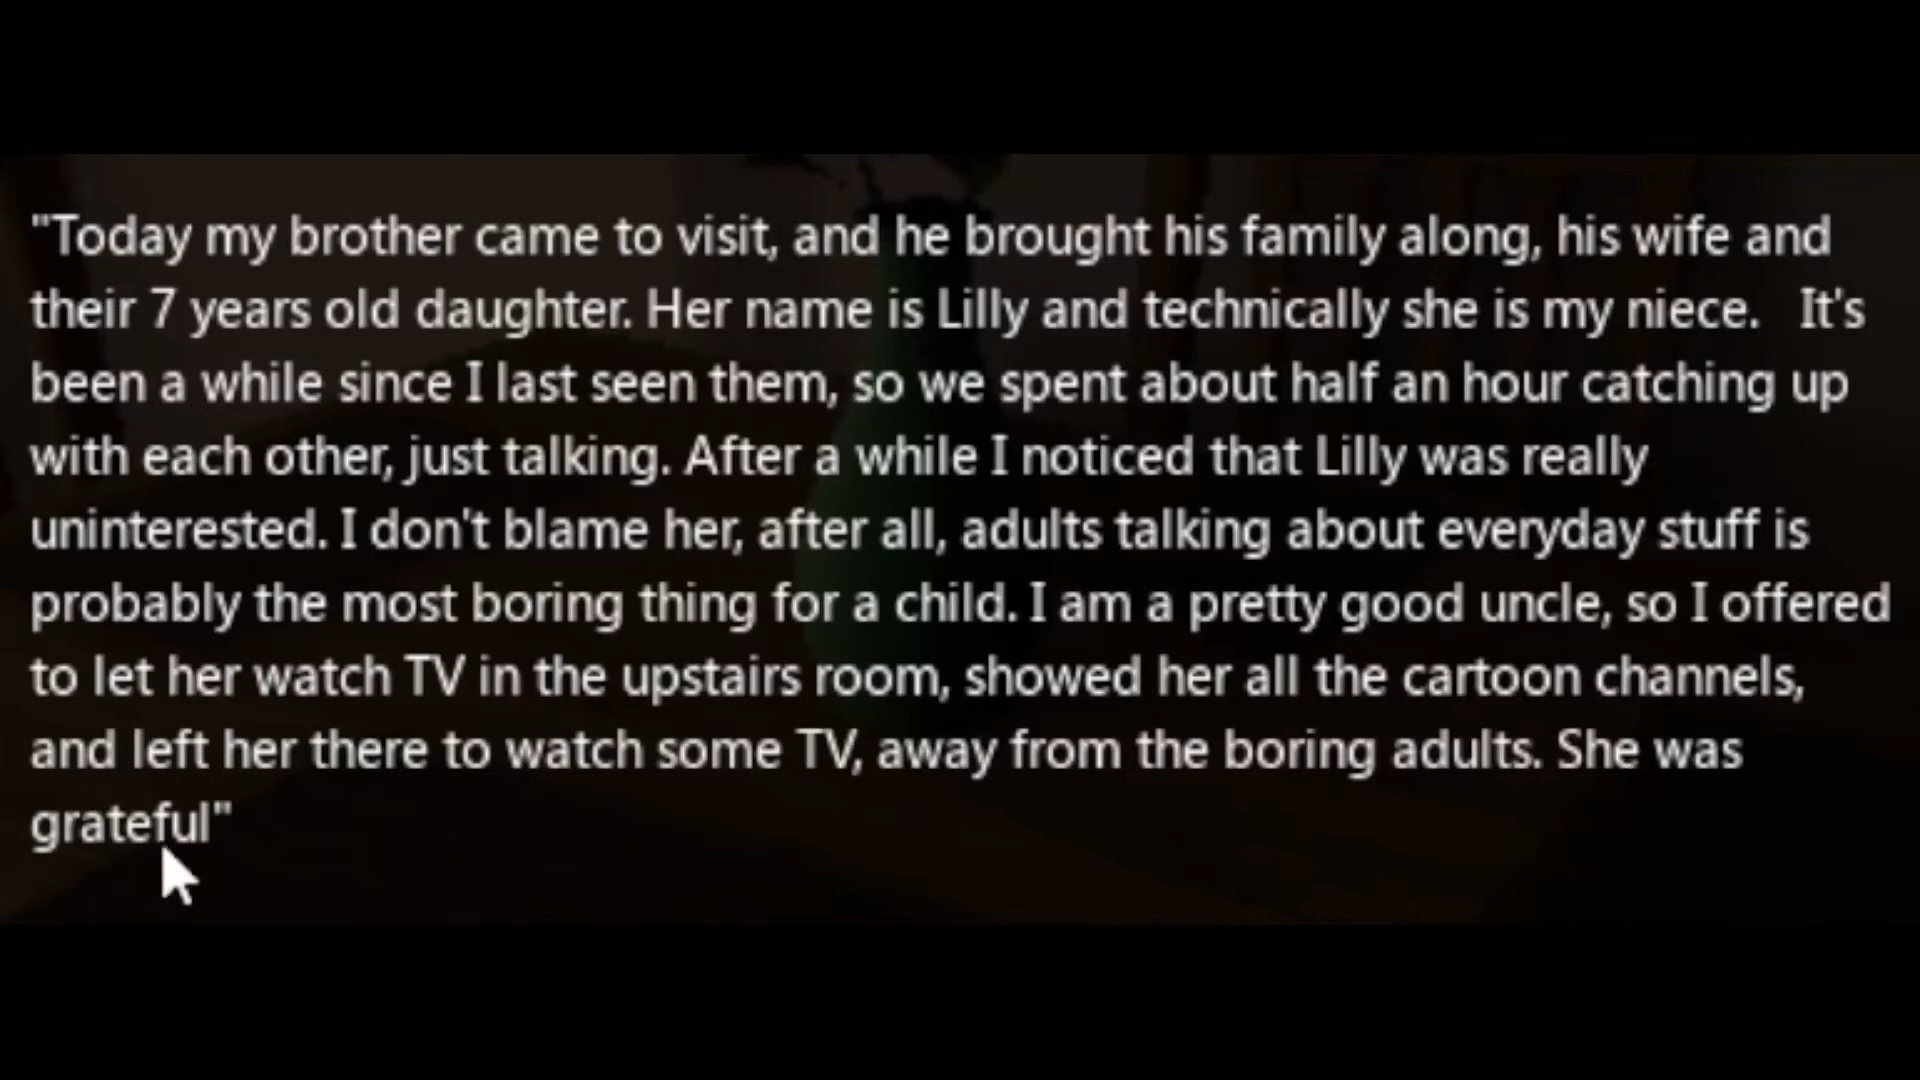 "Today my brother came to visit, and he brought his family along, his wife and
their 7 years old daughter. Her name is Lilly and technically she is my niece.   It's
been a while since I last seen them, so we spent about half an hour catching up
with each other, just talking. After a while I noticed that Lilly was really
uninterested. I don't blame her, after all, adults talking about everyday stuff is
probably the most boring thing for a child. I am a pretty good uncle, so I offered
to let her watch TV in the upstairs room, showed her all the cartoon channels,
and left her there to watch some TV, away from the boring adults. She was
grateful"